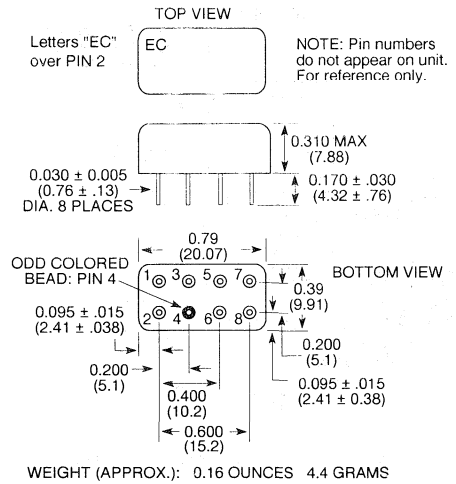 TOP VIEW
Letters "EC"
over PIN 2
EC
NOTE: Pin numbers
do not appear on unit.
For reference only.
0.310 MAX
(7.88)
0.030 ± 0.005
(0.76 ± .13)
DIA. 8 PLACES
0.170 ± .030
(4.32 ± .76)
0.79
(20.07)
ODD COLORED
BEAD: PIN 4
BOTTOM VIEW
1 3 5 7
0.39
(9.91)
0.095 ± .015
(2.41 ± .038)
2 4 6 8
0.200
(5.1)
0.200
(5.1)
0.095 ± .015
(2.41 ± 0.38)
0.400
(10.2)
0.600
(15.2)
WEIGHT (APPROX.): 0.16 OUNCES 4.4 GRAMS